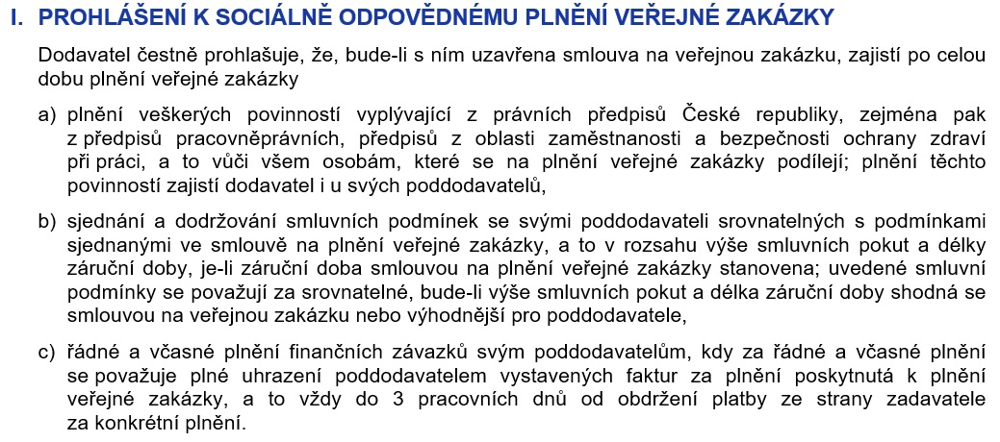 I. PROHLÁŠENÍ K SOCIÁLNĚ ODPOVĚDNÉMU PLNĚNÍ VEŘEJNÉ ZAKÁZKY
Dodavatel čestně prohlašuje, že, bude-li s ním uzavřena smlouva na veřejnou zakázku, zajistí po celou
dobu plnění veřejné zakázky
a) plnění veškerých povinností vyplývající z právních předpisů České republiky, zejména pak
z předpisů pracovněprávních, předpisů z oblasti zaměstnanosti a bezpečnosti ochrany zdraví
při práci, a to vůči všem osobám, které se na plnění veřejné zakázky podílejí; plnění těchto
povinností zajistí dodavatel i u svých poddodavatelů,
b) sjednání a dodržování smluvních podmínek se svými poddodavateli srovnatelných s podmínkami
sjednanými ve smlouvě na plnění veřejné zakázky, a to v rozsahu výše smluvních pokut a délky
záruční doby, je-li záruční doba smlouvou na plnění veřejné zakázky stanovena; uvedené smluvní
podmínky se považují za srovnatelné, bude-li výše smluvních pokut a délka záruční doby shodná se
smlouvou na veřejnou zakázku nebo výhodnější pro poddodavatele,
c) řádné a včasné plnění finančních závazků svým poddodavatelům, kdy za řádné a včasné plnění
se považuje plné uhrazení poddodavatelem vystavených faktur za plnění poskytnutá k plnění
veřejné zakázky, a to vždy do 3 pracovních dnů od obdržení platby ze strany zadavatele
za konkrétní plnění.